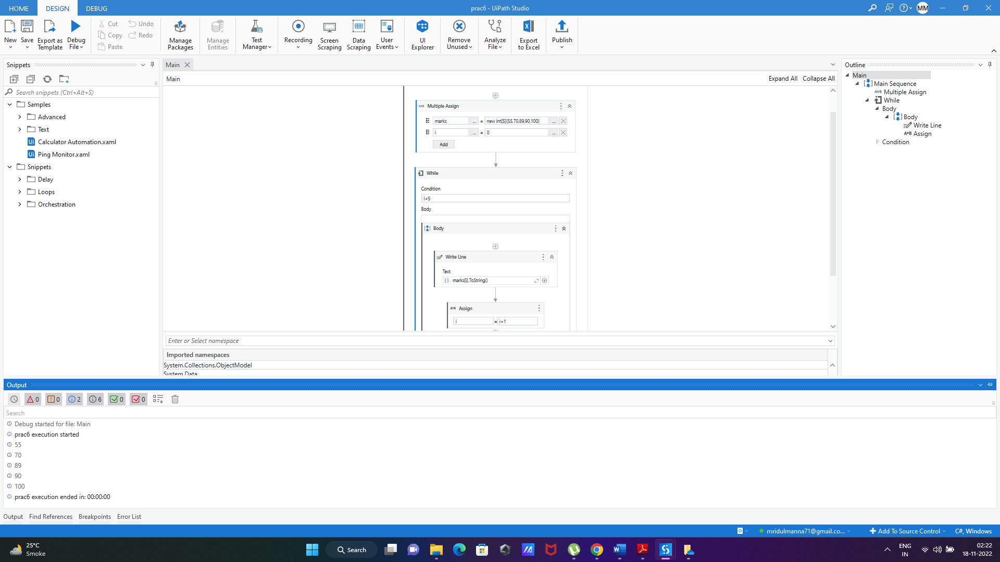 HOME DESIGN DEBUG prac6 - UiPath Studio MM
New Save Export as Template Debug File Cut Copy Paste Undo Redo Manage Packages Manage Entities Test Manager Recording Screen Scraping Data Scraping User Events UI Explorer Remove Unused Analyze File Export to Excel Publish
Snippets
Search snippets (Ctrl+Alt+S)
Samples
Advanced
Text
Calculator Automation.xaml
Ping Monitor.xaml
Snippets
Delay
Loops
Orchestration
Main
Main Expand All Collapse All
A+B Multiple Assign
marks ... = new int[5]{55,70,89,90,100} ...
i ... = 0 ...
Add
While
Condition
i<5
Body
Body
Write Line
Text
{ } marks[i].ToString()
A+B Assign
i = i+1
Enter or Select namespace
Imported namespaces
System.Collections.ObjectModel
System.Data
Outline
Main
Main Sequence
A+B Multiple Assign
While
Body
Body
Write Line
A+B Assign
Condition
Output
0 0 2 6 0 0
Search
Debug started for file: Main
prac6 execution started
55
70
89
90
100
prac6 execution ended in: 00:00:00
Output Find References Breakpoints Error List
mridulmanna71@gmail.co... Add To Source Control C#, Windows
25°C
Smoke
Search
ENG
IN
02:22
18-11-2022